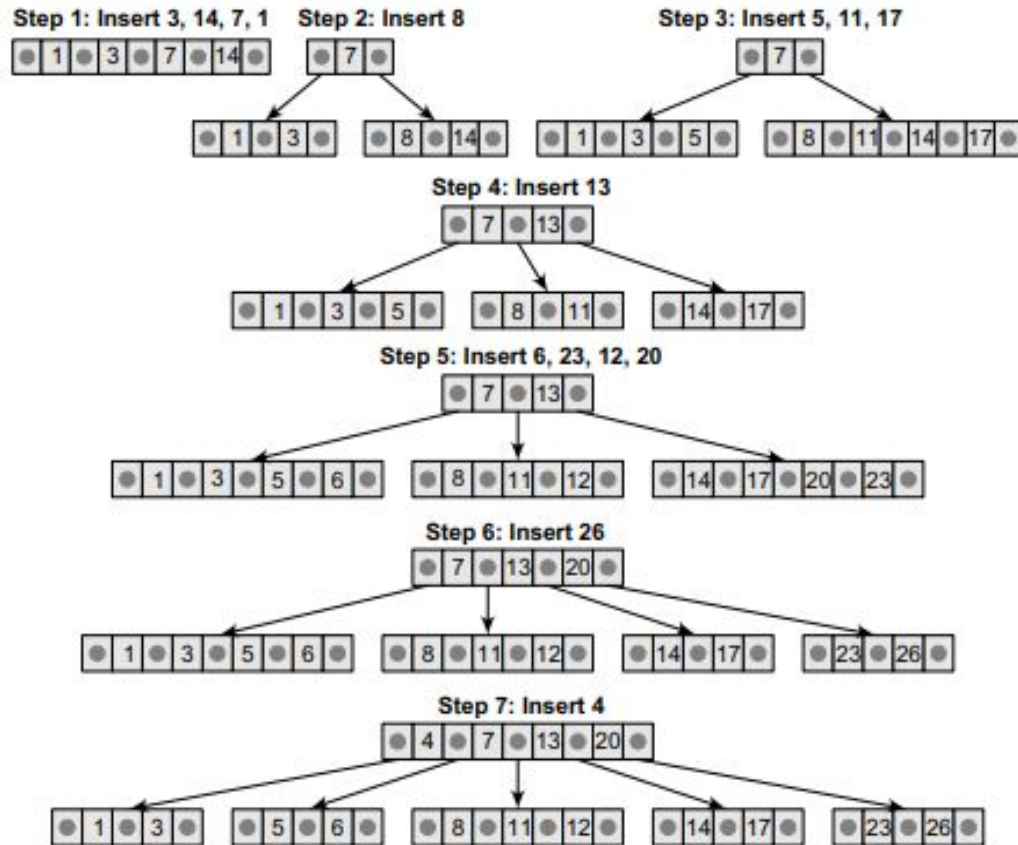 Step 1: Insert 3, 14, 7, 1
1 3 7 14
Step 2: Insert 8
7
1 3
8 14
Step 3: Insert 5, 11, 17
7
1 3 5
8 11 14 17
Step 4: Insert 13
7 13
1 3 5
8 11
14 17
Step 5: Insert 6, 23, 12, 20
7 13
1 3 5 6
8 11 12
14 17 20 23
Step 6: Insert 26
7 13 20
1 3 5 6
8 11 12
14 17
23 26
Step 7: Insert 4
4 7 13 20
1 3
5 6
8 11 12
14 17
23 26